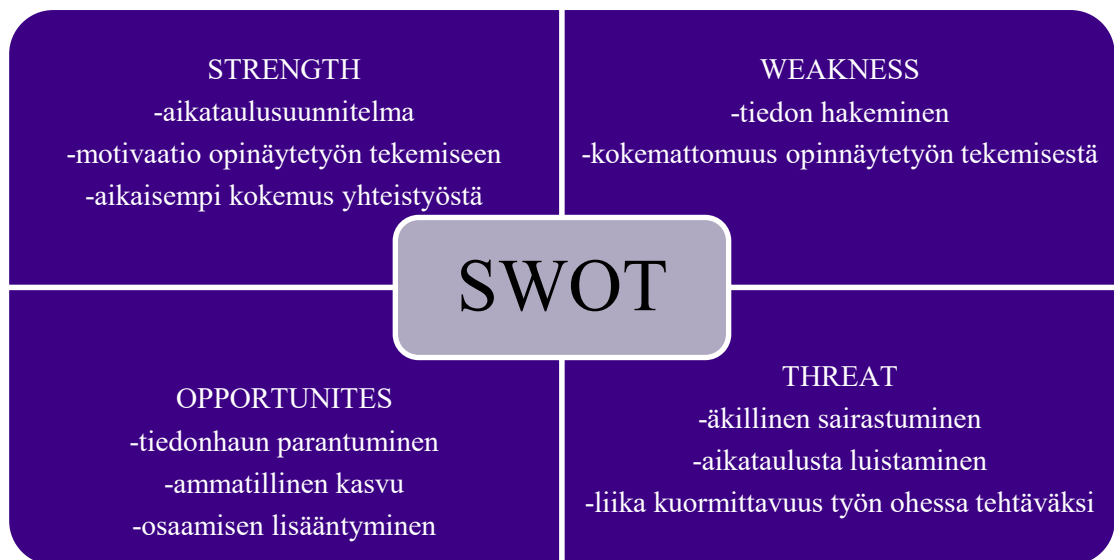 STRENGTH
-aikataulusuunnitelma
-motivaatio opinäytetyön tekemiseen
-aikaisempi kokemus yhteistyöstä
WEAKNESS
-tiedon hakeminen
-kokemattomuus opinnäytetyön tekemisestä
SWOT
OPPORTUNITES
-tiedonhaun parantuminen
-ammatillinen kasvu
-osaamisen lisääntyminen
THREAT
-äkillinen sairastuminen
-aikataulusta luistaminen
-liika kuormittavuus työn ohessa tehtäväksi